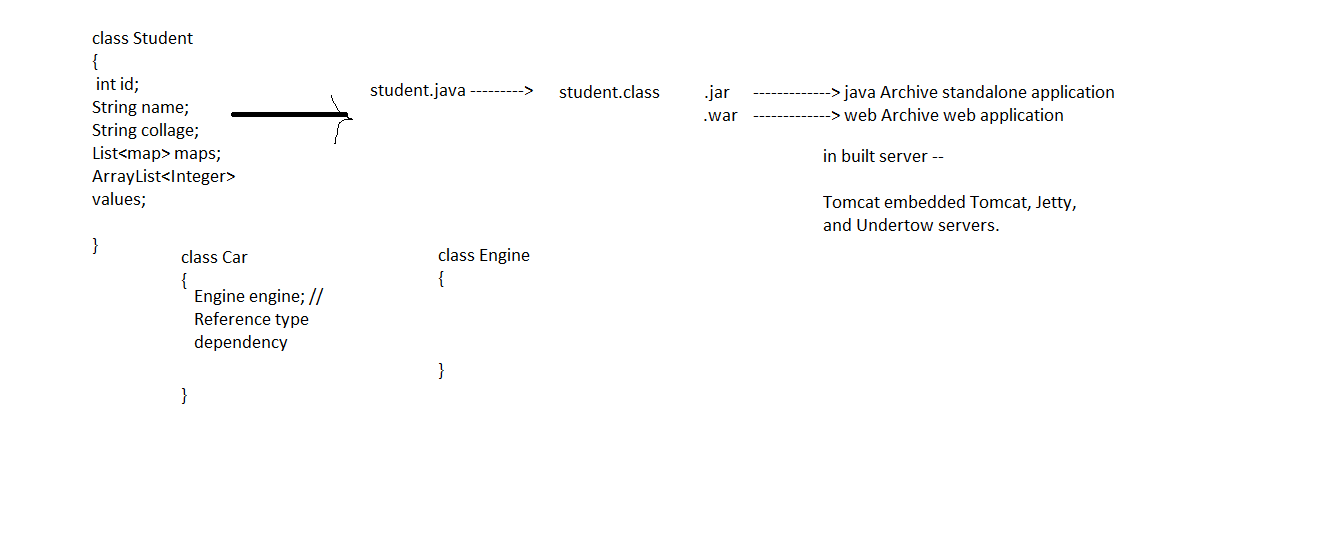 class Student
{
int id;
String name;
String collage;
List<map> maps;
ArrayList<Integer>
values;
}
student.java ---------> student.class
.jar -------------> java Archive standalone application
.war -------------> web Archive web application
in built server --
Tomcat embedded Tomcat, Jetty,
and Undertow servers.
class Car
{
Engine engine; //
Reference type
dependency
}
class Engine
{
}